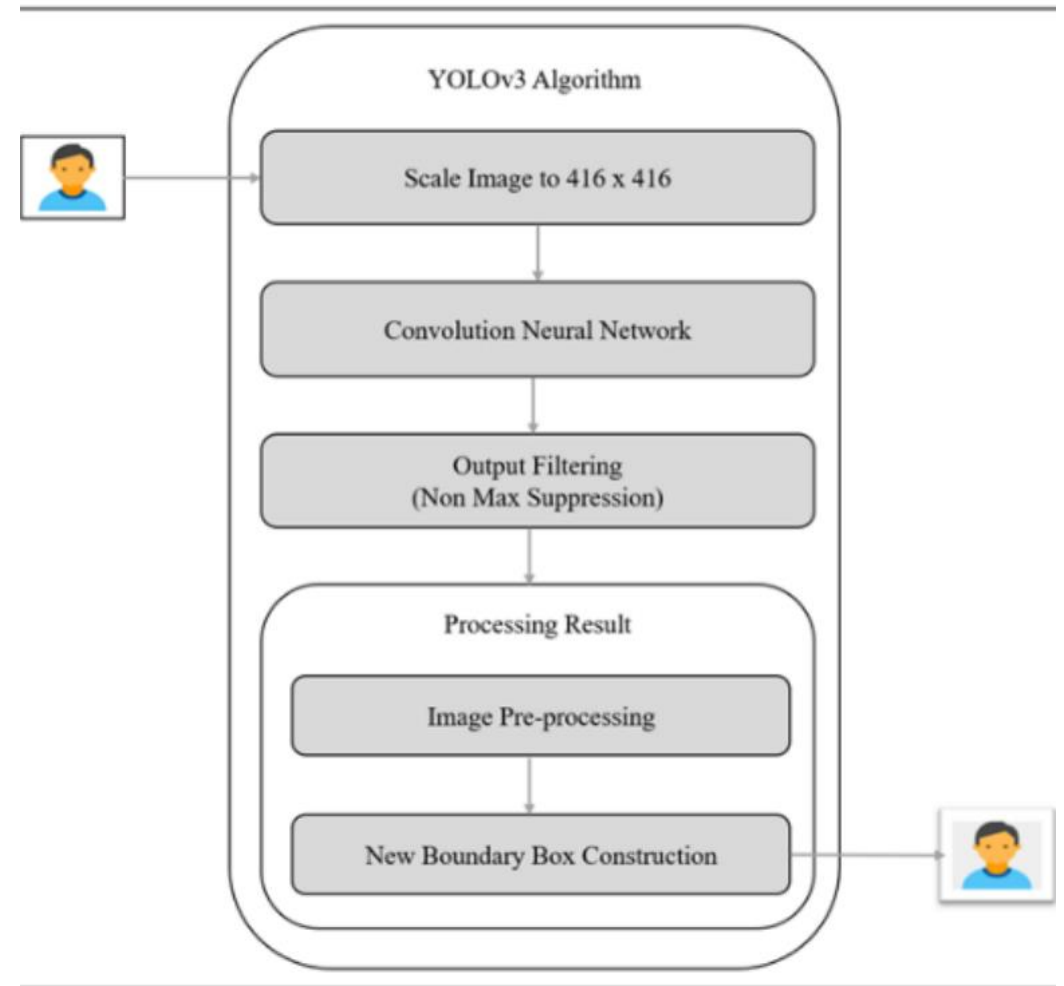 YOLOv3 Algorithm
Scale Image to 416 x 416
Convolution Neural Network
Output Filtering
(Non Max Suppression)
Processing Result
Image Pre-processing
New Boundary Box Construction